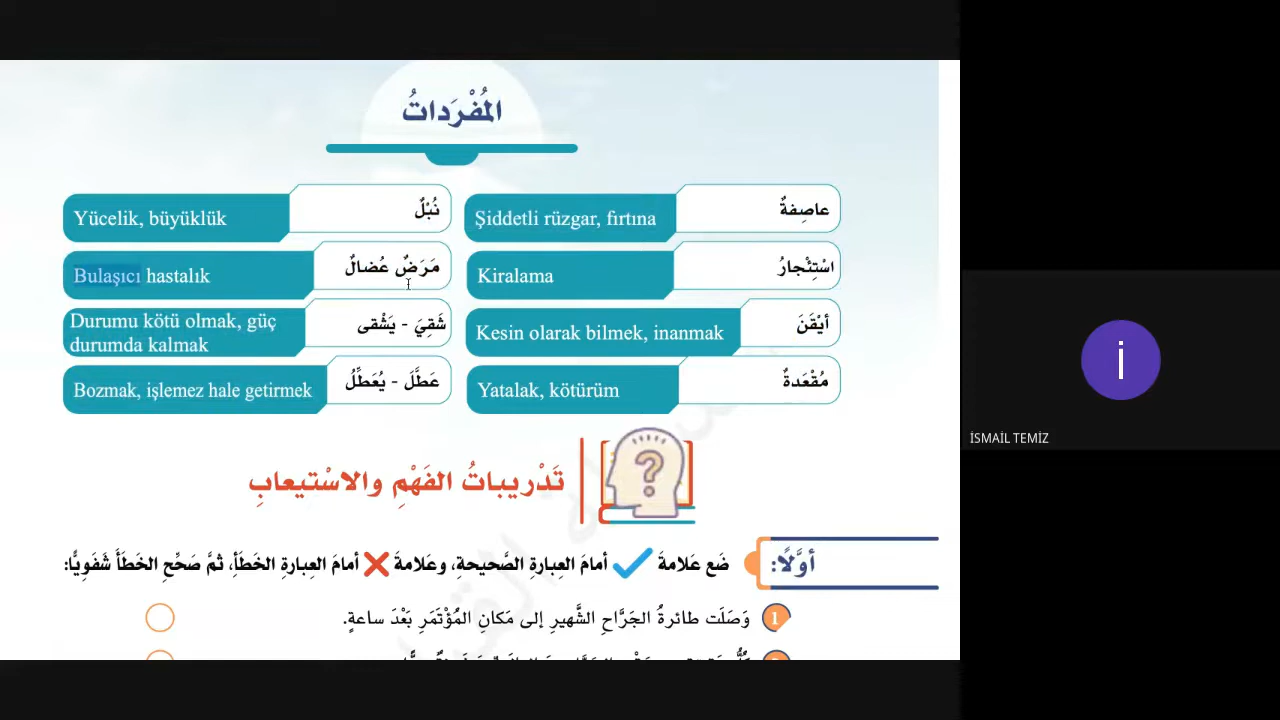 المُفْرَداتُ
عاصِفةٌ
Şiddetli rüzgar, fırtına
نُبْلٌ
Yücelik, büyüklük
اسْتِئْجارُ
Kiralama
مَرَضٌ عُضالٌ
Bulaşıcı hastalık
أيْقَنَ
Kesin olarak bilmek, inanmak
شَقِيَ - يَشْقى
Durumu kötü olmak, güç
durumda kalmak
مُقْعَدةٌ
Yatalak, kötürüm
عَطَّلَ - يُعَطِّلُ
Bozmak, işlemez hale getirmek
تَدْريباتُ الفَهْمِ والاسْتيعابِ
أوَّلًا:
ضَع عَلامةَ ✔ أمامَ العِبارةِ الصَّحيحةِ، وعَلامةَ ❌ أمامَ العِبارةِ الخَطَأِ، ثمَّ صَحِّحِ الخَطَأَ شَفَويًّا:
1 وَصَلَت طائرةُ الجَرَّاحِ الشَّهيرِ إلى مَكانِ المُؤْتَمَرِ بَعْدَ ساعةٍ.
i
İSMAİL TEMİZ